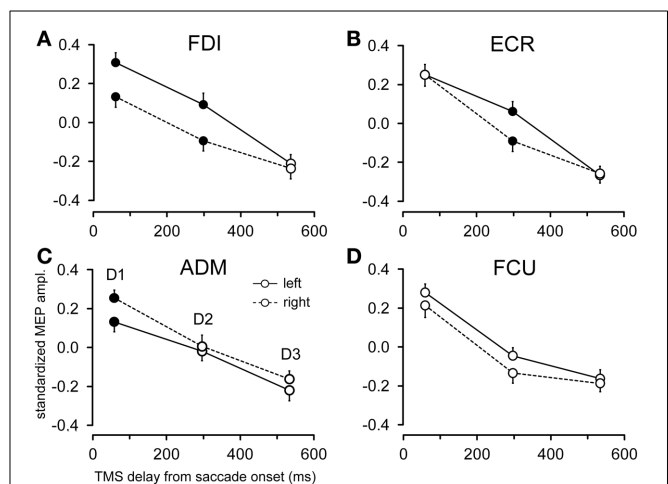 A FDI
0.4
0.2
0.0
-0.2
-0.4
0 200 400 600
B ECR
0.4
0.2
0.0
-0.2
-0.4
0 200 400 600
C ADM
D1
D2
D3
left
right
0.4
0.2
0.0
-0.2
-0.4
0 200 400 600
standardized MEP ampl.
TMS delay from saccade onset (ms)
D FCU
0.4
0.2
0.0
-0.2
-0.4
0 200 400 600